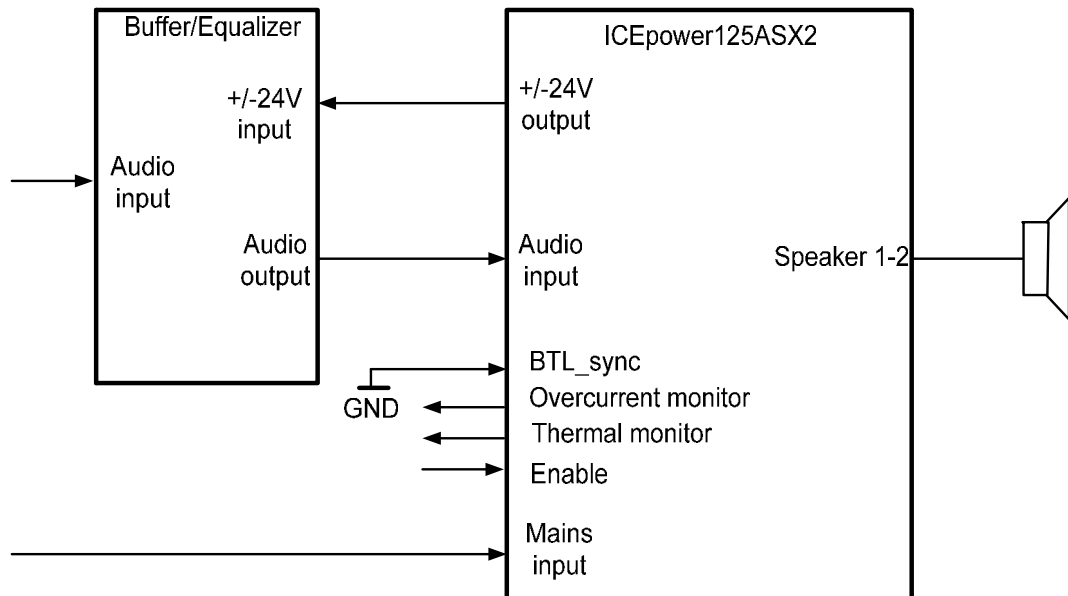 Buffer/Equalizer
+/-24V
input
Audio
input
Audio
output
ICEpower125ASX2
+/-24V
output
Audio
input
Speaker 1-2
BTL_sync
GND
Overcurrent monitor
Thermal monitor
Enable
Mains
input